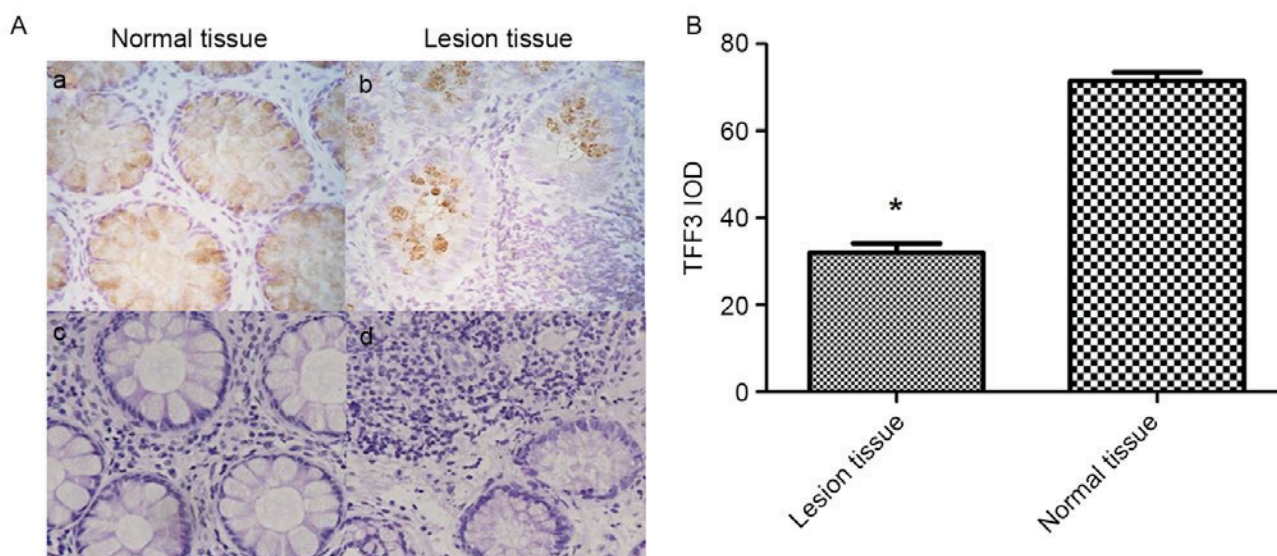 A
Normal tissue
Lesion tissue
a
b
c
d
B
80
60
40
20
0
TFF3 IOD
*
Lesion tissue
Normal tissue